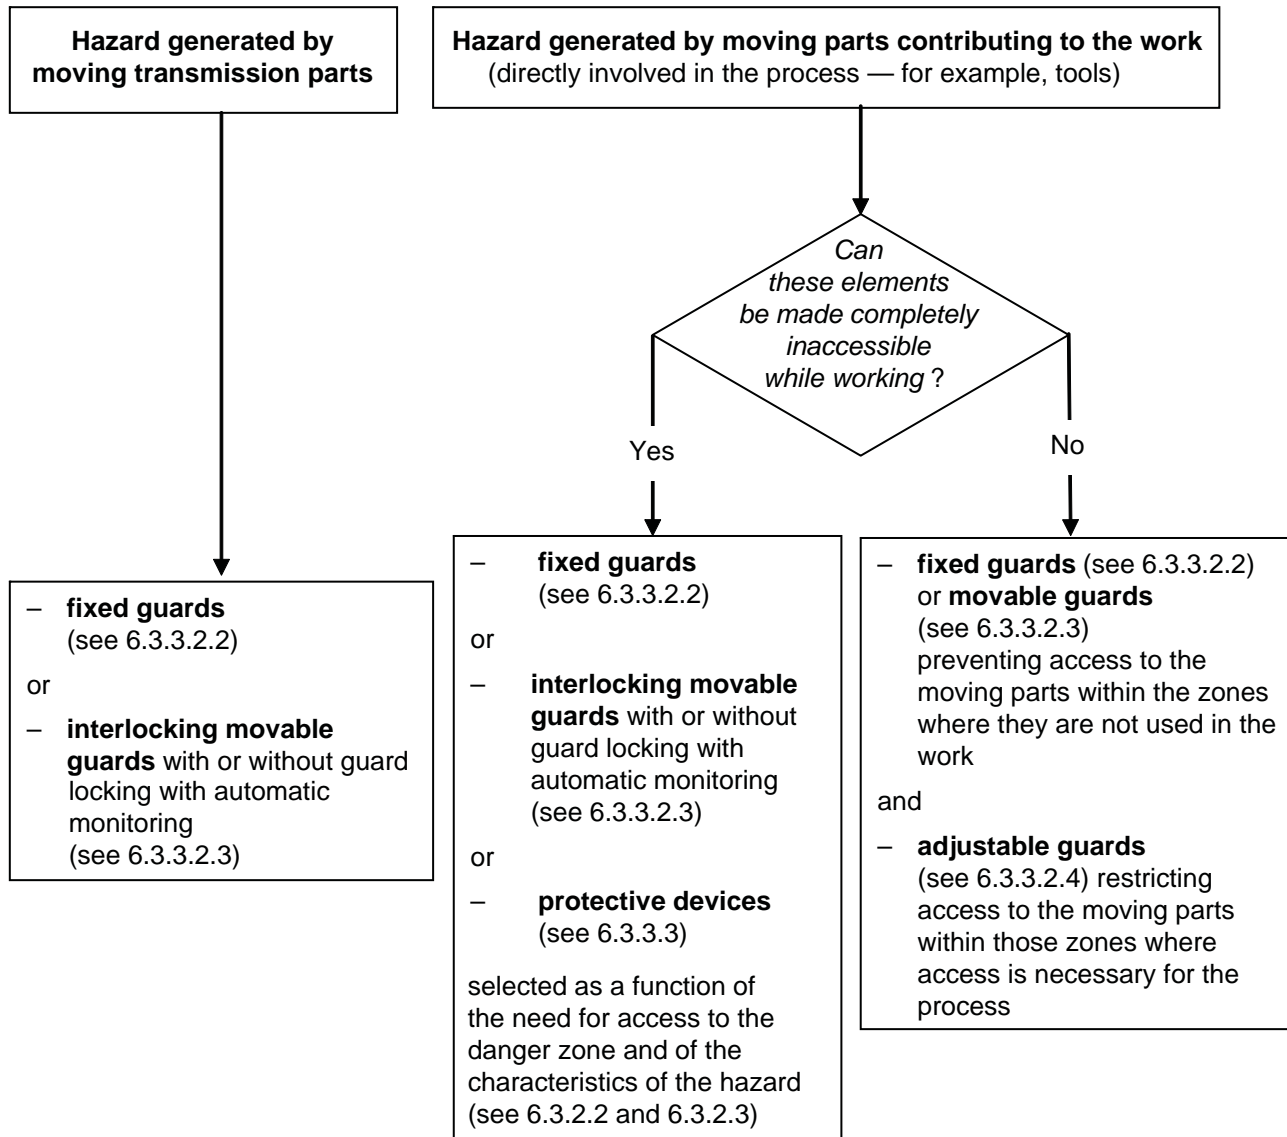 Hazard generated by
moving transmission parts
Hazard generated by moving parts contributing to the work
(directly involved in the process — for example, tools)
Can
these elements
be made completely
inaccessible
while working ?
Yes
No
– fixed guards
(see 6.3.3.2.2)
or
– interlocking movable
guards with or without guard
locking with automatic
monitoring
(see 6.3.3.2.3)
– fixed guards
(see 6.3.3.2.2)
or
– interlocking movable
guards with or without
guard locking with
automatic monitoring
(see 6.3.3.2.3)
or
– protective devices
(see 6.3.3.3)
selected as a function of
the need for access to the
danger zone and of the
characteristics of the hazard
(see 6.3.2.2 and 6.3.2.3)
– fixed guards (see 6.3.3.2.2)
or movable guards
(see 6.3.3.2.3)
preventing access to the
moving parts within the zones
where they are not used in the
work
and
– adjustable guards
(see 6.3.3.2.4) restricting
access to the moving parts
within those zones where
access is necessary for the
process